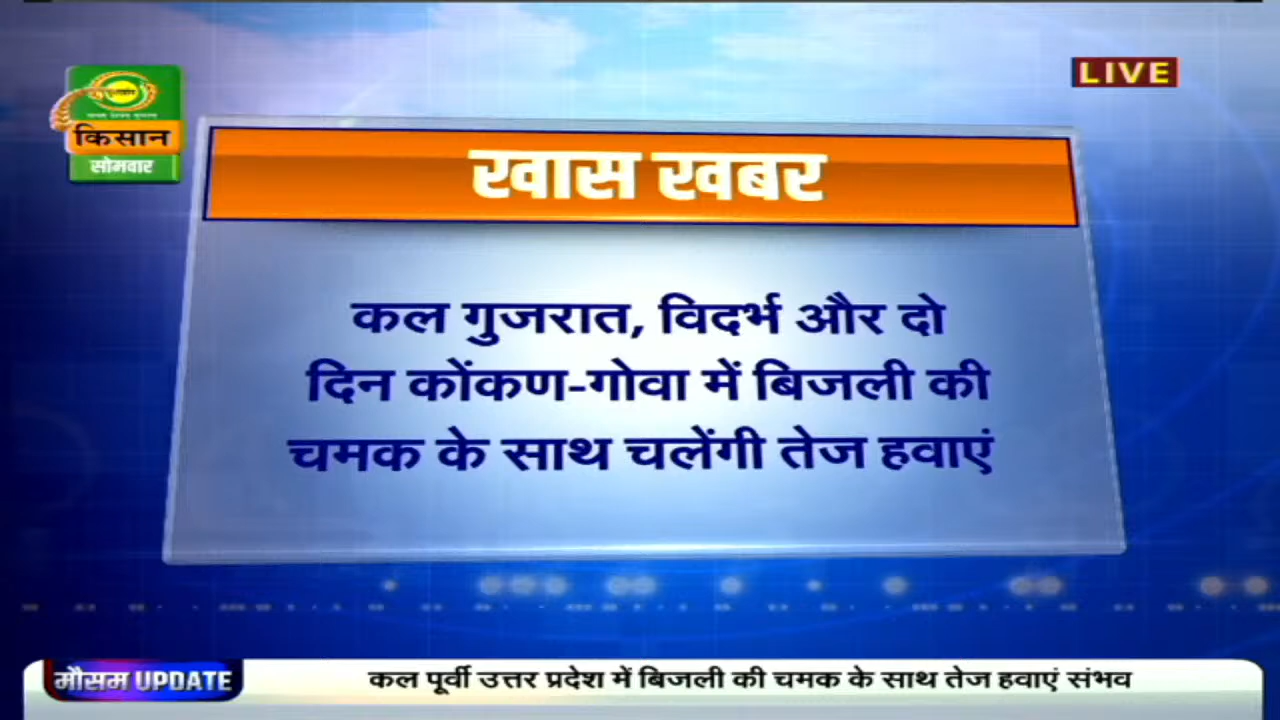 LIVE
किसान
सोमवार
खास खबर
कल गुजरात, विदर्भ और दो
दिन कोंकण-गोवा में बिजली की
चमक के साथ चलेंगी तेज हवाएं
मौसम UPDATE
कल पूर्वी उत्तर प्रदेश में बिजली की चमक के साथ तेज हवाएं संभव